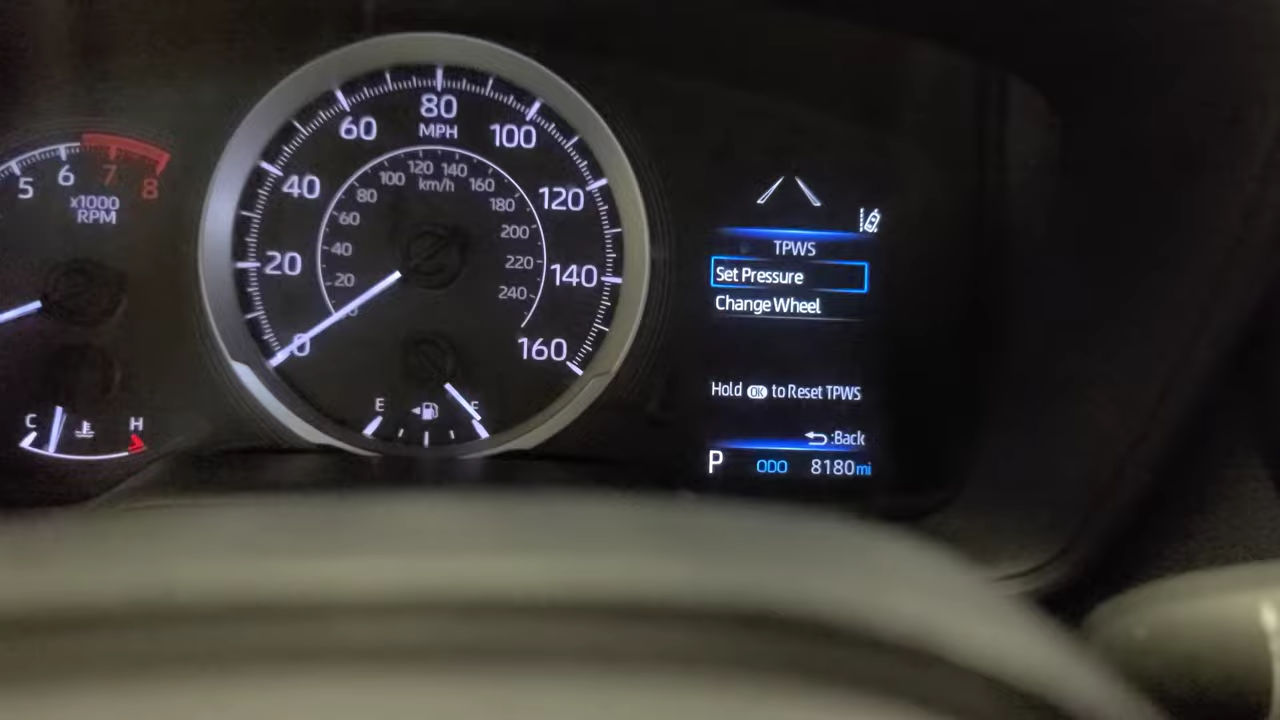 5
6
7
8
x1000
RPM
C
H
0
20
40
60
80
100
120
140
160
MPH
20
40
60
80
100
120
140
160
180
200
220
240
km/h
E
F
TPWS
Set Pressure
Change Wheel
Hold OK to Reset TPWS
:Back
P ODO 8180 mi